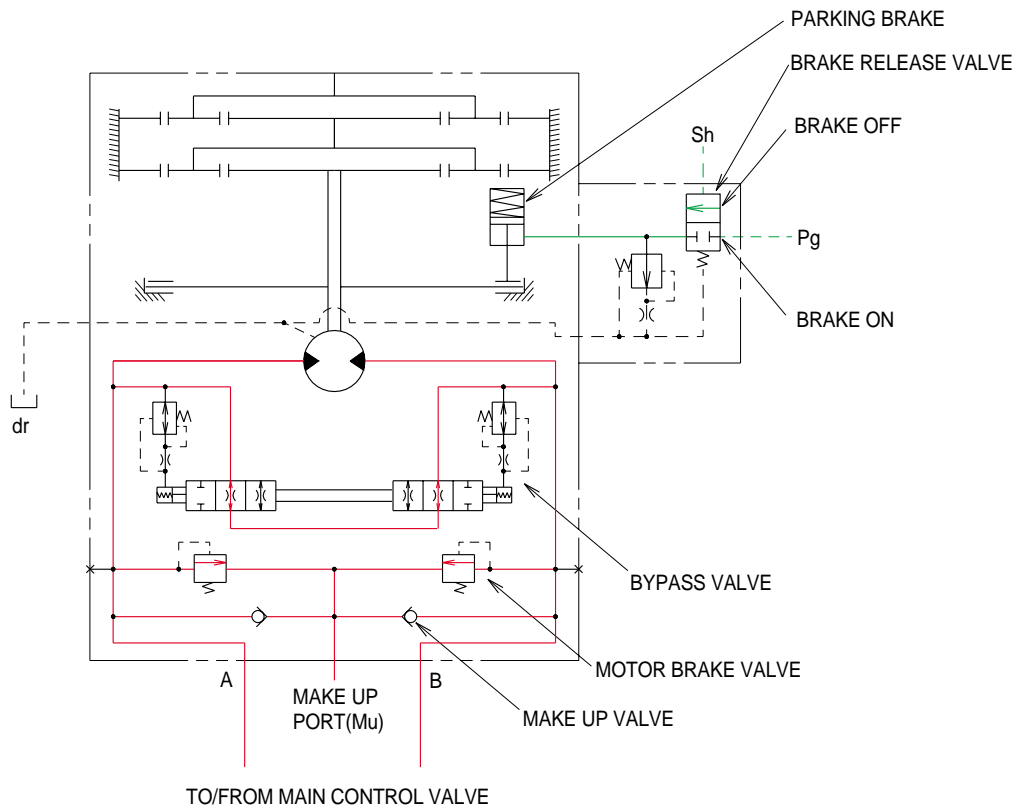 PARKING BRAKE
BRAKE RELEASE VALVE
BRAKE OFF
Sh
Pg
BRAKE ON
dr
BYPASS VALVE
MOTOR BRAKE VALVE
A
B
MAKE UP
PORT(Mu)
MAKE UP VALVE
TO/FROM MAIN CONTROL VALVE